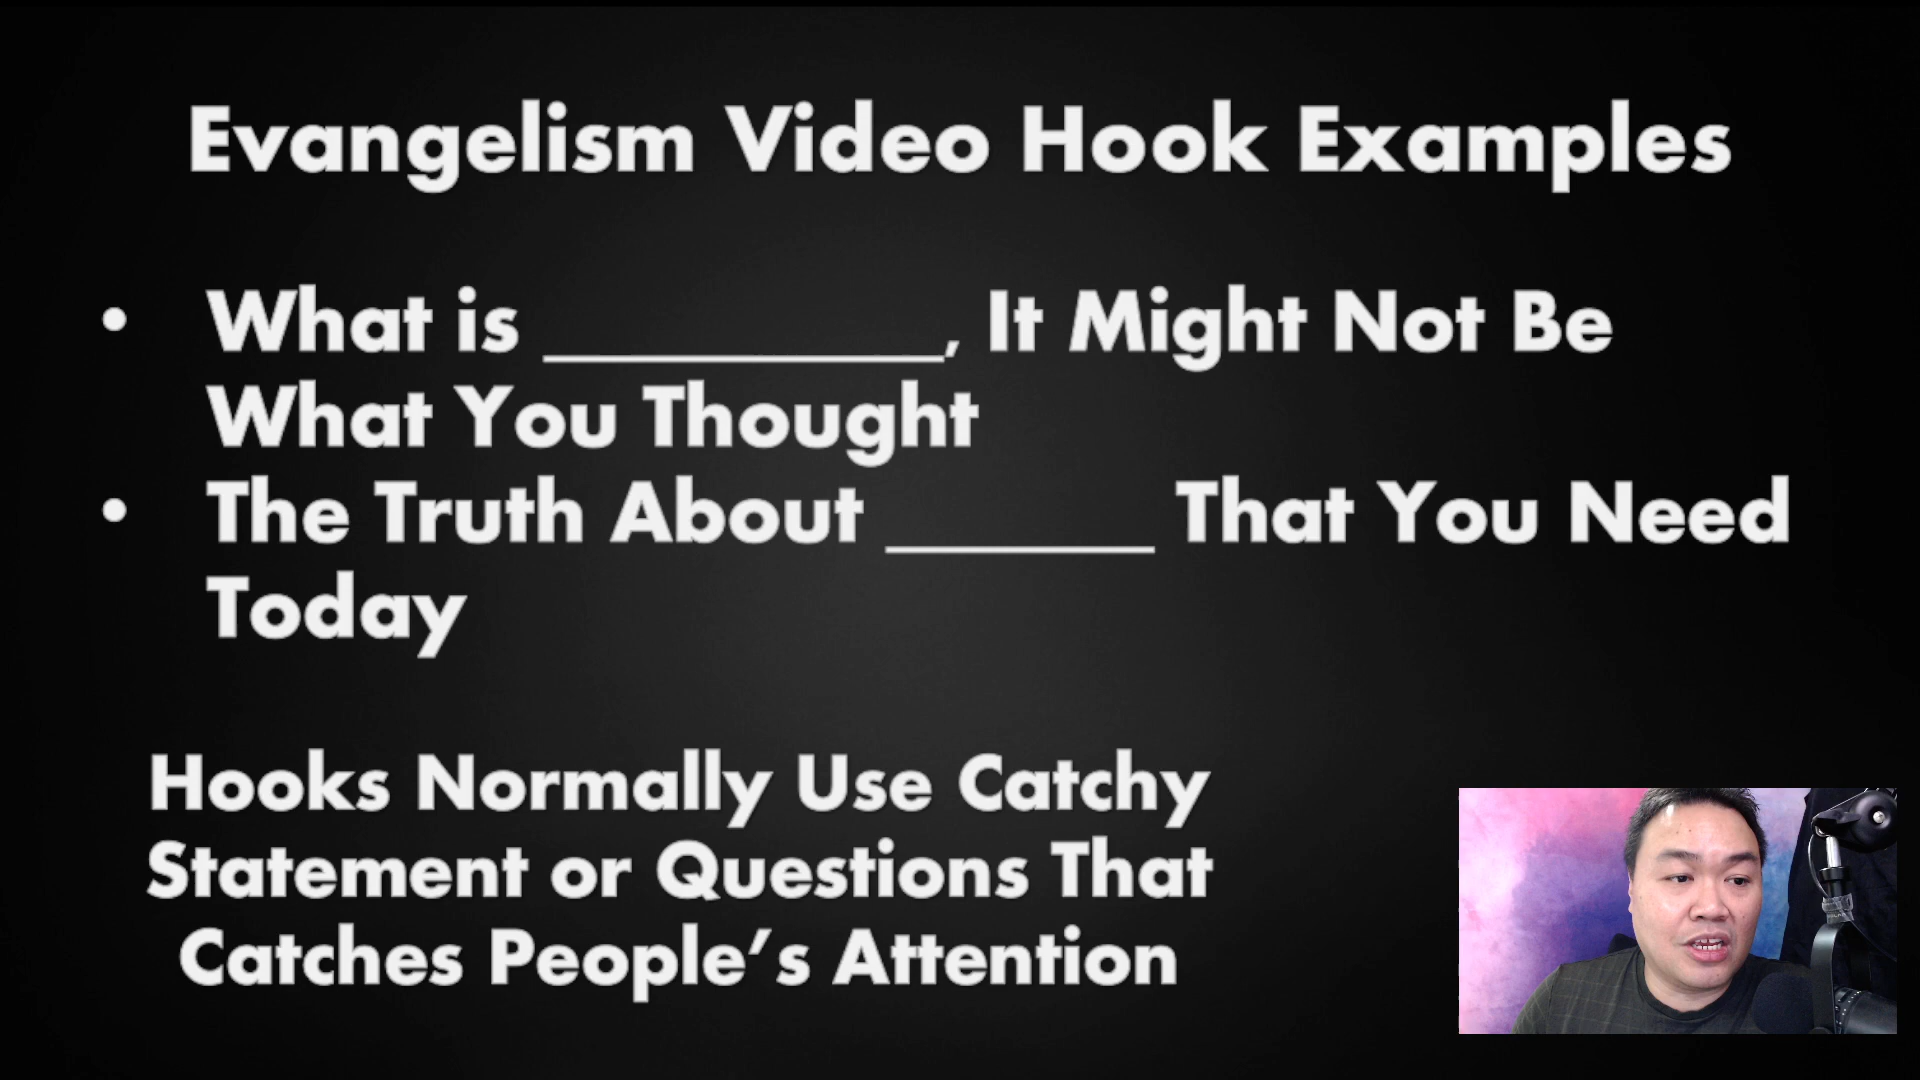 Evangelism Video Hook Examples
• What is __________, It Might Not Be
What You Thought
• The Truth About _______ That You Need
Today
Hooks Normally Use Catchy
Statement or Questions That
Catches People’s Attention